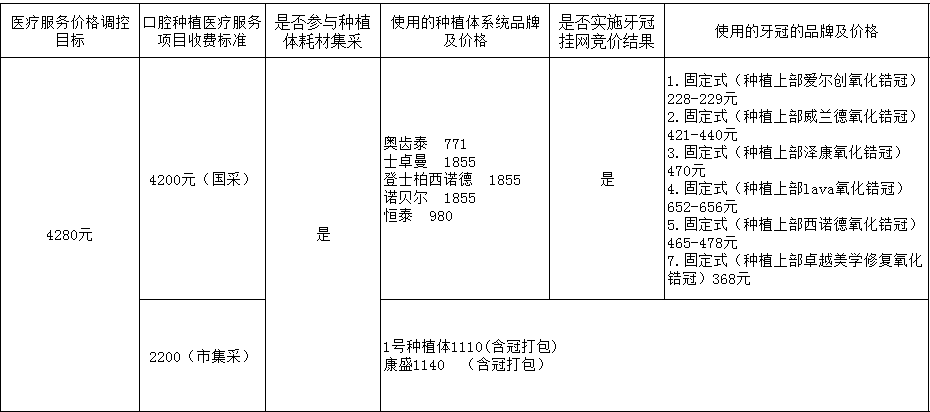 医疗服务价格调控
目标
口腔种植医疗服务
项目收费标准
是否参与种植
体耗材集采
使用的种植体系统品牌
及价格
是否实施牙冠
挂网竞价结果
使用的牙冠的品牌及价格
4280元
4200元（国采）
是
奥齿泰 771
士卓曼 1855
登士柏西诺德 1855
诺贝尔 1855
恒泰 980
是
1.固定式（种植上部爱尔创氧化锆冠）
228-229元
2.固定式（种植上部威兰德氧化锆冠）
421-440元
3.固定式（种植上部泽康氧化锆冠）
470元
4.固定式（种植上部lava氧化锆冠）
652-656元
5.固定式（种植上部西诺德氧化锆冠）
465-478元
7.固定式（种植上部卓越美学修复氧化
锆冠）368元
2200（市集采）
1号种植体1110(含冠打包)
康盛1140 （含冠打包）